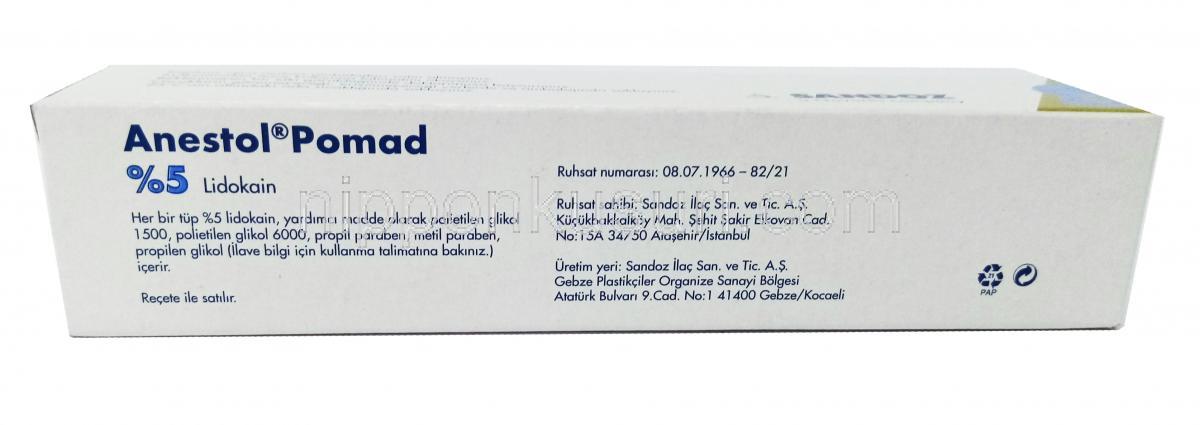 SANDOZ
Anestol®Pomad
%5 Lidokain
Her bir tüp %5 lidokain, yardımcı madde olarak polietilen glikol
1500, polietilen glikol 6000, propil paraben, metil paraben,
propilen glikol (İlave bilgi için kullanma talimatına bakınız.)
içerir.
Reçete ile satılır.
Ruhsat numarası: 08.07.1966 – 82/21
Ruhsat sahibi: Sandoz İlaç San. ve Tic. A.Ş.
Küçükbakkalköy Mah. Şehit Şakir Elkovan Cad.
No:15A 34750 Ataşehir/İstanbul
Üretim yeri: Sandoz İlaç San. ve Tic. A.Ş.
Gebze Plastikçiler Organize Sanayi Bölgesi
Atatürk Bulvarı 9.Cad. No:1 41400 Gebze/Kocaeli
21
PAP
nipponkusuri.com